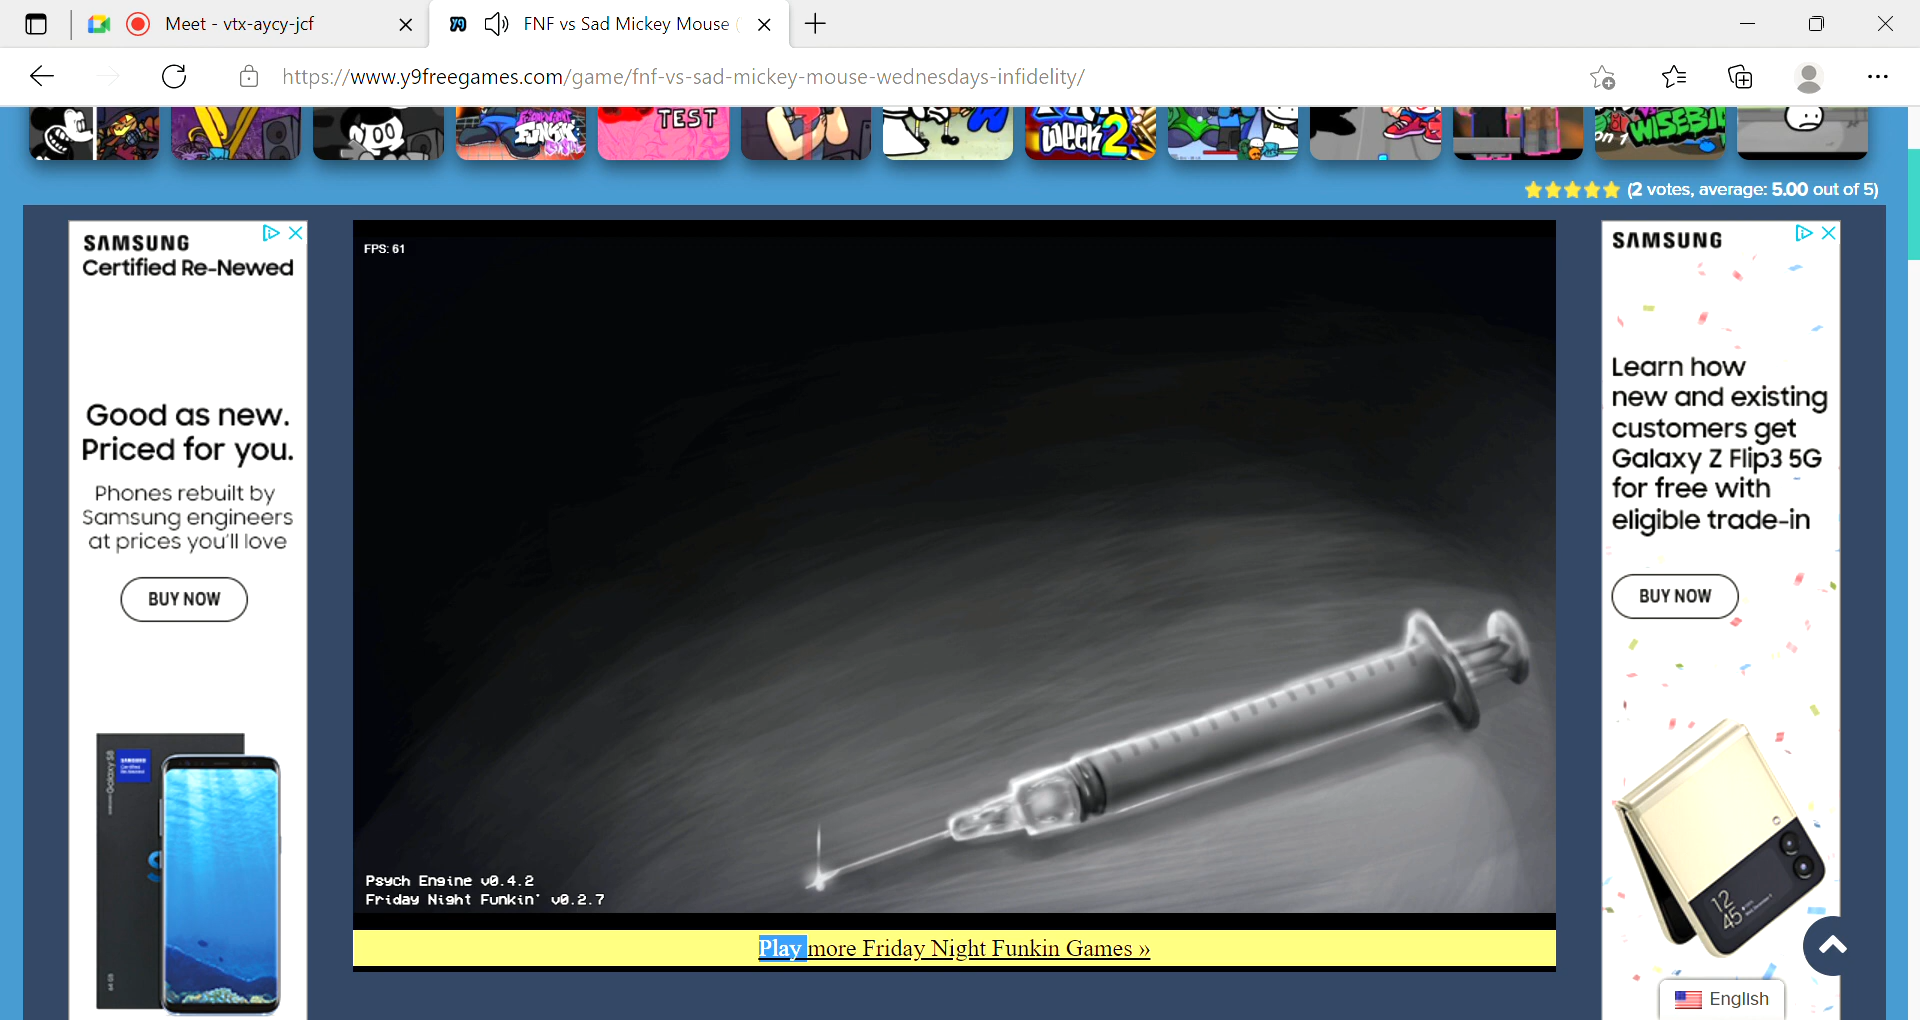 Meet - vtx-aycy-jcf
FNF vs Sad Mickey Mouse
https://www.y9freegames.com/game/fnf-vs-sad-mickey-mouse-wednesdays-infidelity/
TEST
Week 2
(2 votes, average: 5.00 out of 5)
SAMSUNG
Certified Re-Newed
Good as new.
Priced for you.
Phones rebuilt by
Samsung engineers
at prices you'll love
BUY NOW
Galaxy S8
FPS: 61
Psych Engine v0.4.2
Friday Night Funkin' v0.2.7
Play more Friday Night Funkin Games »
SAMSUNG
Learn how
new and existing
customers get
Galaxy Z Flip3 5G
for free with
eligible trade-in
BUY NOW
12
45
English